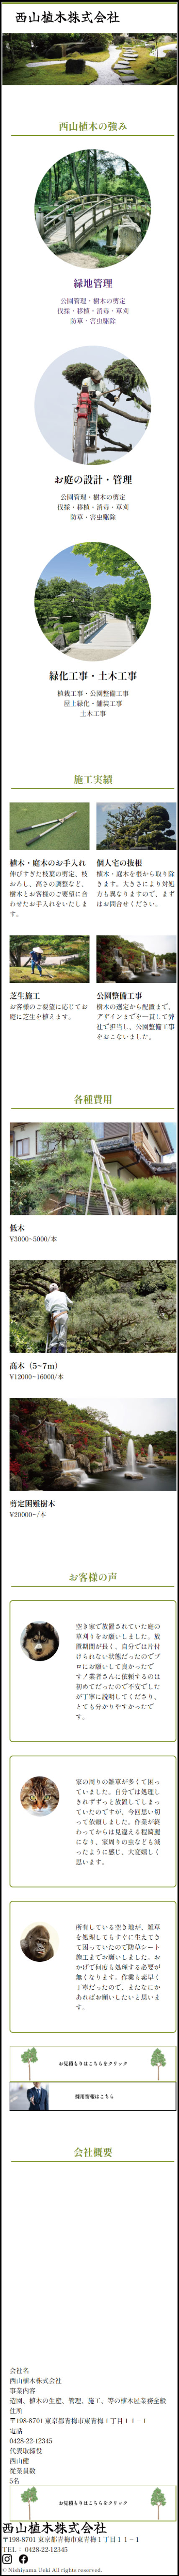 西山植木株式会社
西山植木の強み
緑地管理
公園管理・樹木の剪定
伐採・移植・消毒・草刈
防草・害虫駆除
お庭の設計・管理
公園管理・樹木の剪定
伐採・移植・消毒・草刈
防草・害虫駆除
緑化工事・土木工事
植栽工事・公園整備工事
屋上緑化・舗装工事
土木工事
施工実績
植木・庭木のお手入れ
伸びすぎた枝葉の剪定、枝
おろし、高さの調整など、
樹木とお客様のご要望に合
わせたお手入れをいたしま
す。
個人宅の抜根
植木・庭木を根から取り除
きます。大きさにより対処
方も異なりますので、まず
はお問合せください。
芝生施工
お客様のご要望に応じてお
庭に芝生を植えます。
公園整備工事
樹木の選定から配置まで、
デザインまでを一貫して弊
社で担当し、公園整備工事
をおこないました。
各種費用
低木
¥3000~5000/本
高木（5~7m）
¥12000~16000/本
剪定困難樹木
¥20000~/本
お客様の声
空き家で放置されていた庭の
草刈りをお願いしました。放
置期間が長く、自分では片付
けられない状態だったのでプ
ロにお願いして良かったで
す！業者さんに依頼するのは
初めてだったので不安でした
が丁寧に説明してくださり、
とても分かりやすかったで
す。
家の周りの雑草が多くて困っ
ていました。自分では処理し
きれずずっと放置してしまっ
ていたのですが、今回思い切
って依頼しました。作業が終
わってからは見違える程綺麗
になり、家周りの虫なども減
ったように感じ、大変嬉しく
思います。
所有している空き地が、雑草
を処理してもすぐに生えてき
て困っていたので防草シート
施工までお願いしました。お
かげで何度も処理する必要が
無くなります。作業も素早く
丁寧だったので、またなにか
あればお願いしたいと思いま
す。
お見積もりはこちらをクリック
採用情報はこちら
会社概要
会社名
西山植木株式会社
事業内容
造園、植木の生産、管理、施工、等の植木屋業務全般
住所
〒198-8701 東京都青梅市東青梅１丁目１１−１
電話
0428-22-12345
代表取締役
西山健
従業員数
5名
お見積もりはこちらをクリック
西山植木株式会社
〒198-8701 東京都青梅市東青梅１丁目１１−１
TEL： 0428-22-12345
© Nishiyama Ueki All rights reserved.